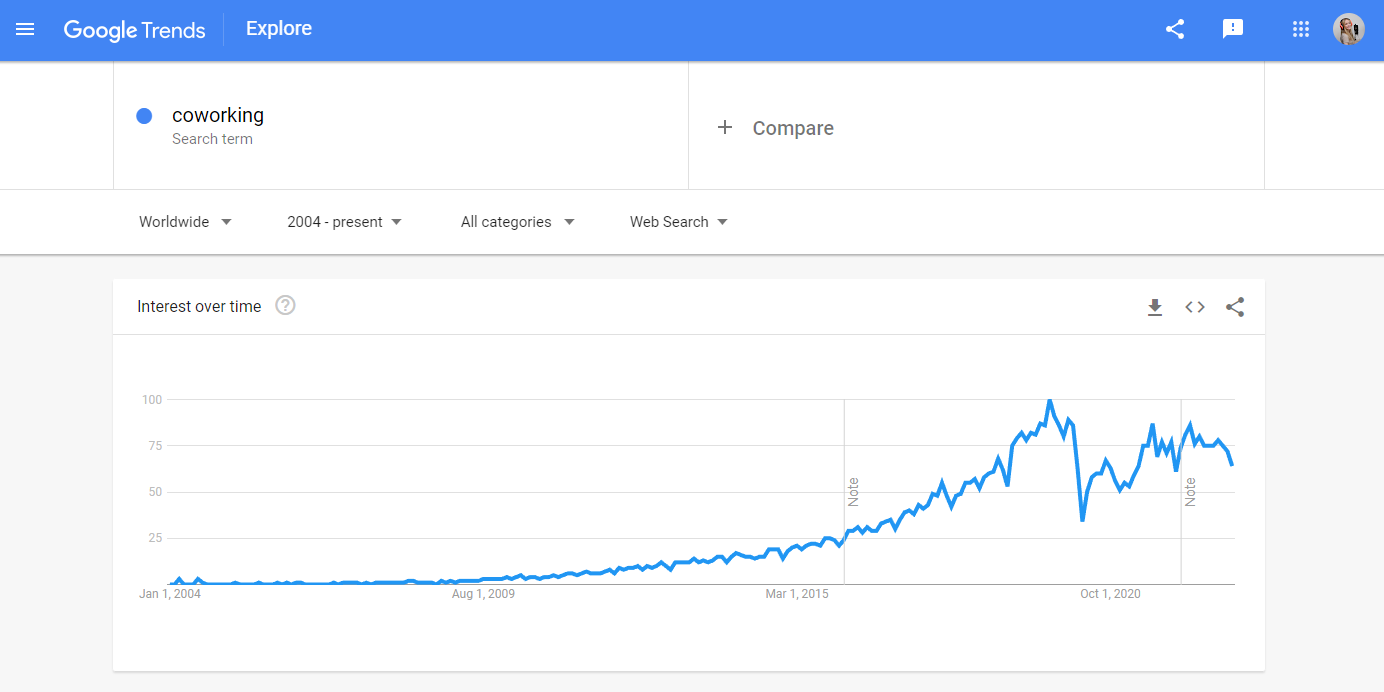 Google Trends Explore
coworking
Search term
+ Compare
Worldwide 2004 - present All categories Web Search
Interest over time ?
100
75
50
25
Note Note
Jan 1, 2004 Aug 1, 2009 Mar 1, 2015 Oct 1, 2020